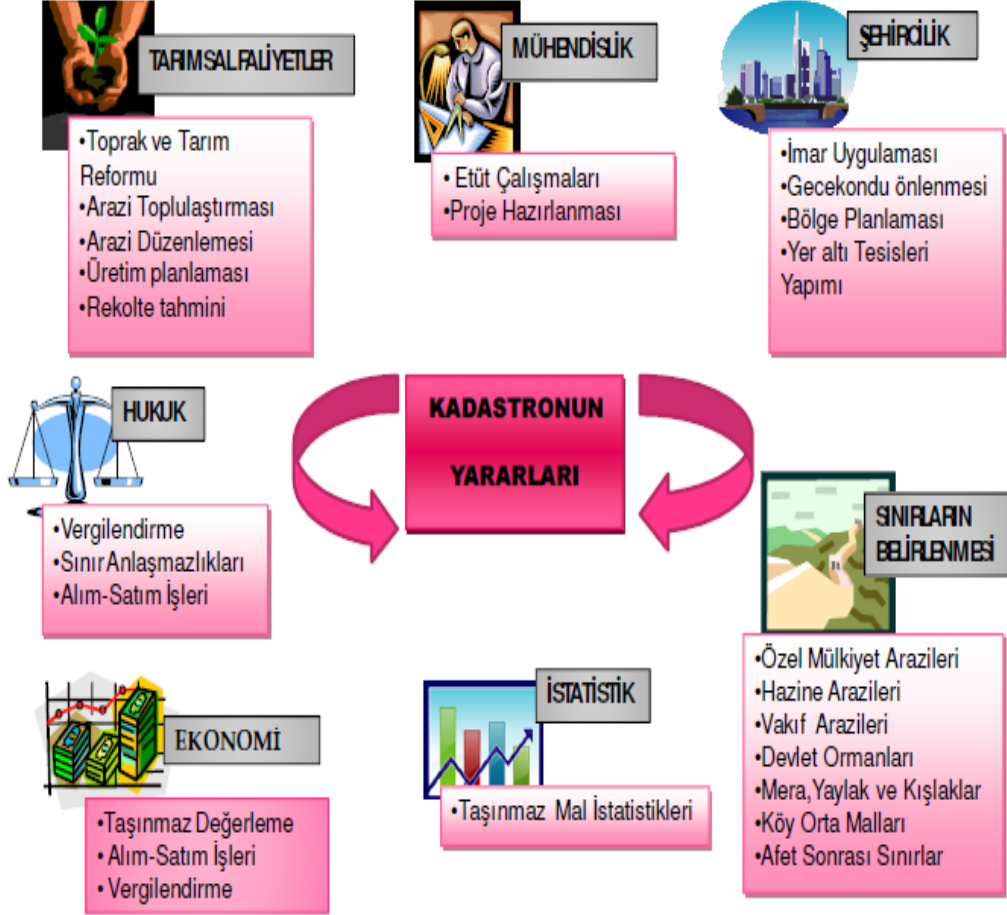 TARIMSAL FALİYETLER
•Toprak ve Tarım
Reformu
•Arazi Toplulaştırması
•Arazi Düzenlemesi
•Üretim planlaması
•Rekolte tahmini
MÜHENDİSLİK
• Etüt Çalışmaları
•Proje Hazırlanması
ŞEHİRCİLİK
•İmar Uygulaması
•Gecekondu önlenmesi
•Bölge Planlaması
•Yer altı Tesisleri
Yapımı
HUKUK
•Vergilendirme
•Sınır Anlaşmazlıkları
•Alım-Satım İşleri
KADASTRONUN
YARARLARI
SINIRLARIN
BELİRLENMESİ
•Özel Mülkiyet Arazileri
•Hazine Arazileri
•Vakıf Arazileri
•Devlet Ormanları
•Mera,Yaylak ve Kışlaklar
•Köy Orta Malları
•Afet Sonrası Sınırlar
EKONOMİ
•Taşınmaz Değerleme
• Alım-Satım İşleri
• Vergilendirme
İSTATİSTİK
•Taşınmaz Mal İstatistikleri